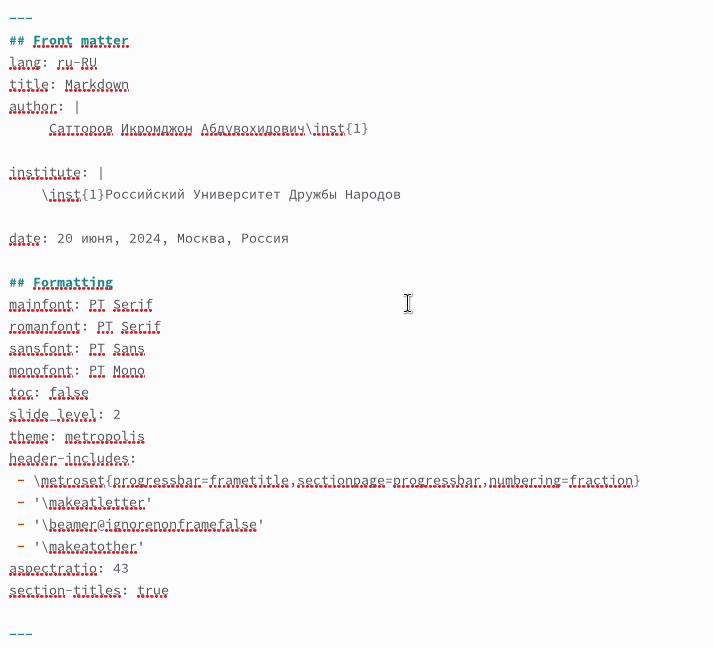 ---
## Front matter
lang: ru-RU
title: Markdown
author: |
     Сатторов Икромджон Абдувохидович\inst{1}
institute: |
    \inst{1}Российский Университет Дружбы Народов
date: 20 июня, 2024, Москва, Россия
## Formatting
mainfont: PT Serif
romanfont: PT Serif
sansfont: PT Sans
monofont: PT Mono
toc: false
slide_level: 2
theme: metropolis
header-includes:
 - \metroset{progressbar=frametitle,sectionpage=progressbar,numbering=fraction}
 - '\makeatletter'
 - '\beamer@ignorenonframefalse'
 - '\makeatother'
aspectratio: 43
section-titles: true
---